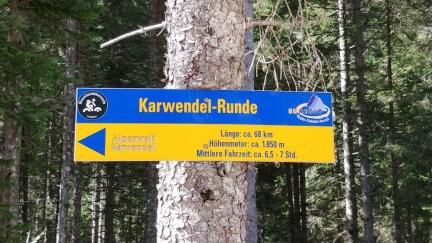 Karwendel-Runde
Alpenwelt
Karwendel
Länge: ca. 68 km
Höhenmeter: ca. 1.850 m
Mittlere Fahrzeit: ca. 6.5 - 7 Std.